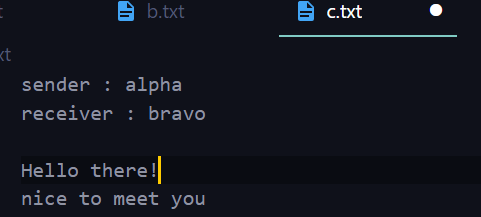 b.txt c.txt
xt
sender : alpha
receiver : bravo
Hello there!
nice to meet you